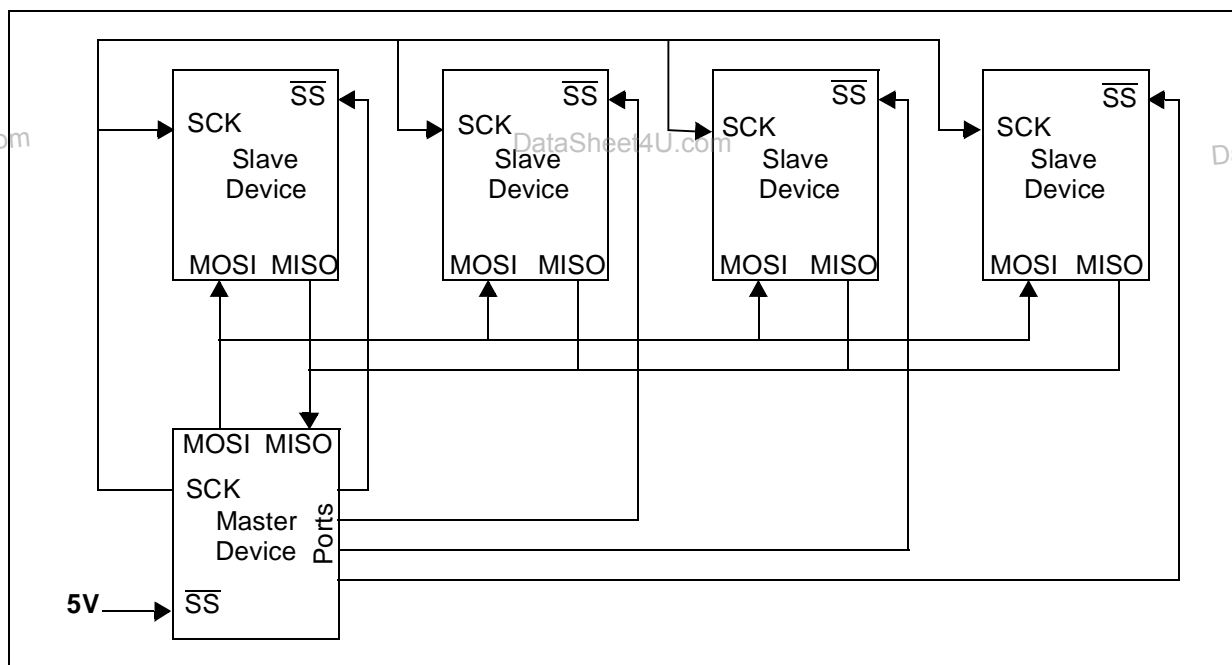 SS
SS
SS
SS
SCK
SCK
SCK
SCK
om
DataSheet4U.com
D
Slave
Device
Slave
Device
Slave
Device
Slave
Device
MOSI MISO
MOSI MISO
MOSI MISO
MOSI MISO
MOSI MISO
SCK
Master
Device
Ports
5V
SS